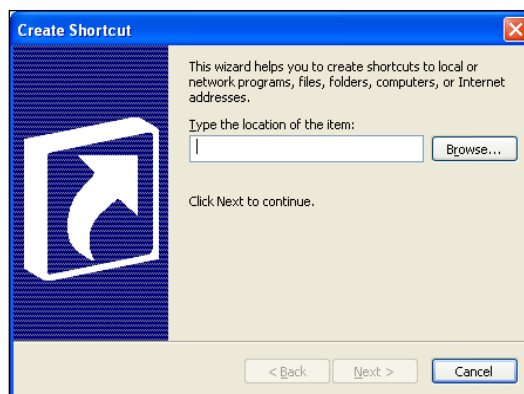 Create Shortcut
This wizard helps you to create shortcuts to local or
network programs, files, folders, computers, or Internet
addresses.
Type the location of the item:
Browse...
Click Next to continue.
< Back Next > Cancel